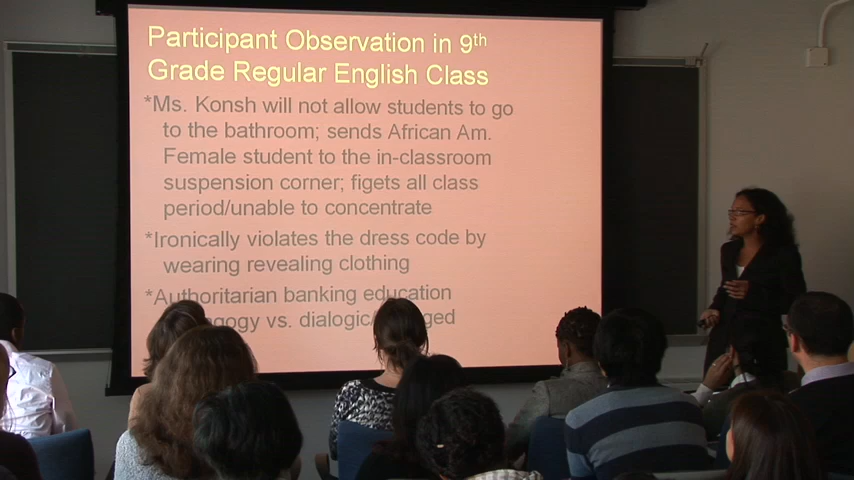 Participant Observation in 9th
Grade Regular English Class
*Ms. Konsh will not allow students to go
to the bathroom; sends African Am.
Female student to the in-classroom
suspension corner; figets all class
period/unable to concentrate
*Ironically violates the dress code by
wearing revealing clothing
*Authoritarian banking education
vs. dialogic/